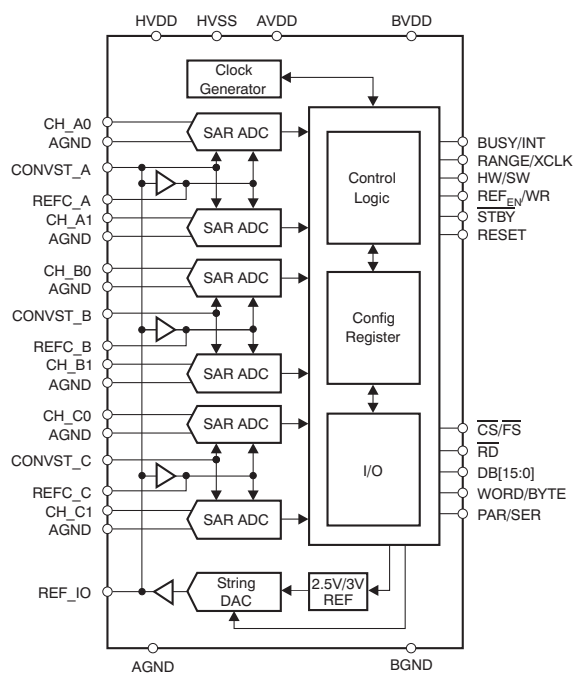 HVDD HVSS AVDD BVDD
Clock
Generator
CH_A0
AGND
SAR ADC
CONVST_A
REFC_A
CH_A1
AGND
SAR ADC
CH_B0
AGND
SAR ADC
CONVST_B
REFC_B
CH_B1
AGND
SAR ADC
CH_C0
AGND
SAR ADC
CONVST_C
REFC_C
CH_C1
AGND
SAR ADC
Control
Logic
Config
Register
I/O
BUSY/INT
RANGE/XCLK
HW/SW
REFEN/WR
STBY
RESET
CS/FS
RD
DB[15:0]
WORD/BYTE
PAR/SER
REF_IO
String
DAC
2.5V/3V
REF
AGND BGND